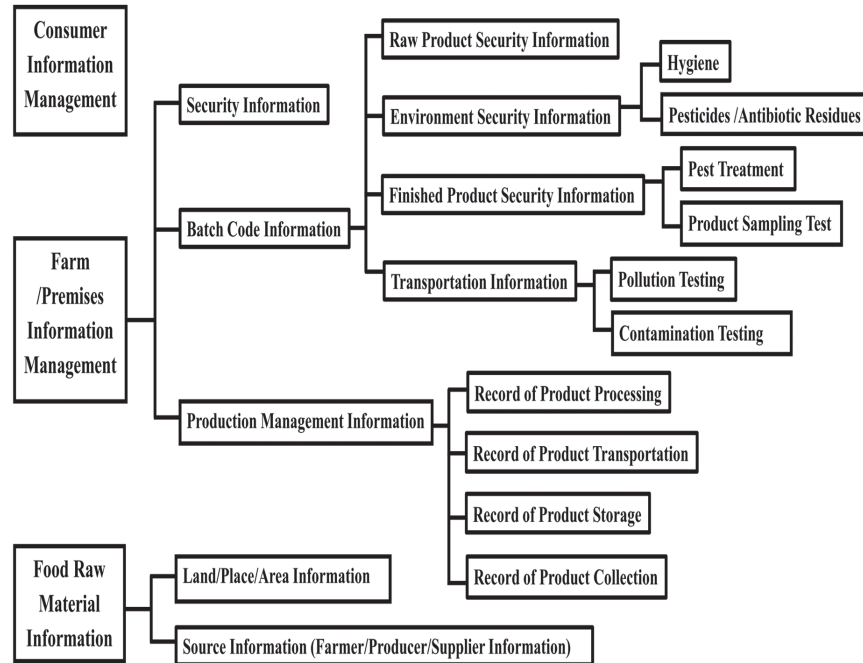 Consumer
Information
Management
Security Information
Raw Product Security Information
Environment Security Information
Hygiene
Pesticides /Antibiotic Residues
Finished Product Security Information
Pest Treatment
Product Sampling Test
Batch Code Information
Transportation Information
Pollution Testing
Contamination Testing
Farm
/Premises
Information
Management
Production Management Information
Record of Product Processing
Record of Product Transportation
Record of Product Storage
Record of Product Collection
Food Raw
Material
Information
Land/Place/Area Information
Source Information (Farmer/Producer/Supplier Information)